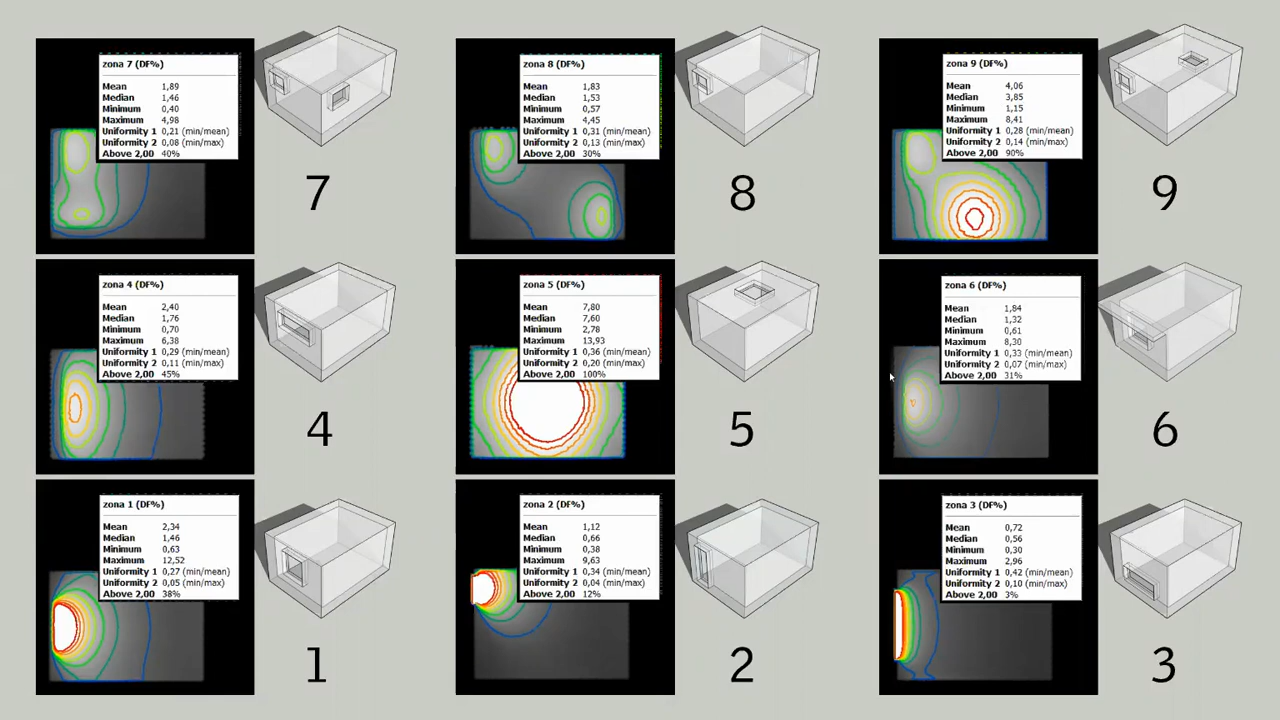 zona 7 (DF%)
Mean 1,89
Median 1,46
Minimum 0,40
Maximum 4,98
Uniformity 1 0,21 (min/mean)
Uniformity 2 0,08 (min/max)
Above 2,00 40%
7
zona 8 (DF%)
Mean 1,83
Median 1,53
Minimum 0,57
Maximum 4,45
Uniformity 1 0,31 (min/mean)
Uniformity 2 0,13 (min/max)
Above 2,00 30%
8
zona 9 (DF%)
Mean 4,06
Median 3,85
Minimum 1,15
Maximum 8,41
Uniformity 1 0,28 (min/mean)
Uniformity 2 0,14 (min/max)
Above 2,00 90%
9
zona 4 (DF%)
Mean 2,40
Median 1,76
Minimum 0,70
Maximum 6,38
Uniformity 1 0,29 (min/mean)
Uniformity 2 0,11 (min/max)
Above 2,00 45%
4
zona 5 (DF%)
Mean 7,80
Median 7,60
Minimum 2,78
Maximum 13,93
Uniformity 1 0,36 (min/mean)
Uniformity 2 0,20 (min/max)
Above 2,00 100%
5
zona 6 (DF%)
Mean 1,84
Median 1,32
Minimum 0,61
Maximum 8,30
Uniformity 1 0,33 (min/mean)
Uniformity 2 0,07 (min/max)
Above 2,00 31%
6
zona 1 (DF%)
Mean 2,34
Median 1,46
Minimum 0,63
Maximum 12,52
Uniformity 1 0,27 (min/mean)
Uniformity 2 0,05 (min/max)
Above 2,00 38%
1
zona 2 (DF%)
Mean 1,12
Median 0,66
Minimum 0,38
Maximum 9,63
Uniformity 1 0,34 (min/mean)
Uniformity 2 0,04 (min/max)
Above 2,00 12%
2
zona 3 (DF%)
Mean 0,72
Median 0,56
Minimum 0,30
Maximum 2,96
Uniformity 1 0,42 (min/mean)
Uniformity 2 0,10 (min/max)
Above 2,00 3%
3